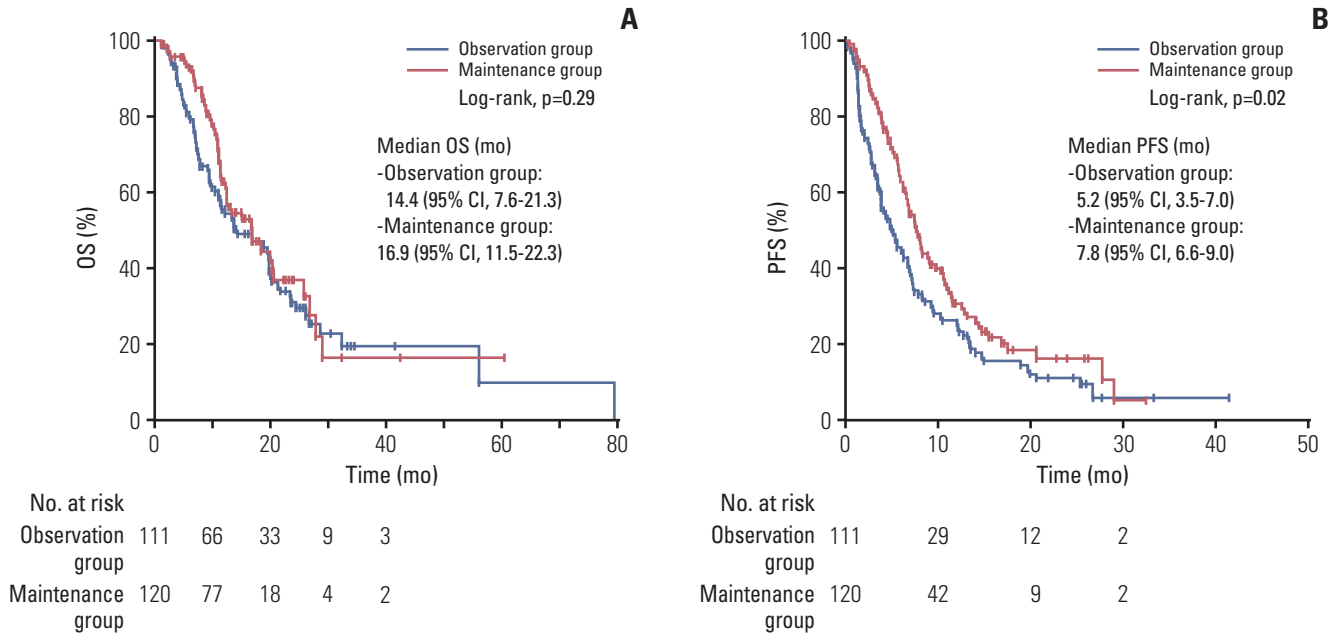 A
100
80
60
40
20
0
OS (%)
0 20 40 60 80
Time (mo)
Observation group
Maintenance group
Log-rank, p=0.29
Median OS (mo)
-Observation group:
14.4 (95% CI, 7.6-21.3)
-Maintenance group:
16.9 (95% CI, 11.5-22.3)
No. at risk
Observation group 111 66 33 9 3
Maintenance group 120 77 18 4 2
B
100
80
60
40
20
0
PFS (%)
0 10 20 30 40 50
Time (mo)
Observation group
Maintenance group
Log-rank, p=0.02
Median PFS (mo)
-Observation group:
5.2 (95% CI, 3.5-7.0)
-Maintenance group:
7.8 (95% CI, 6.6-9.0)
No. at risk
Observation group 111 29 12 2
Maintenance group 120 42 9 2